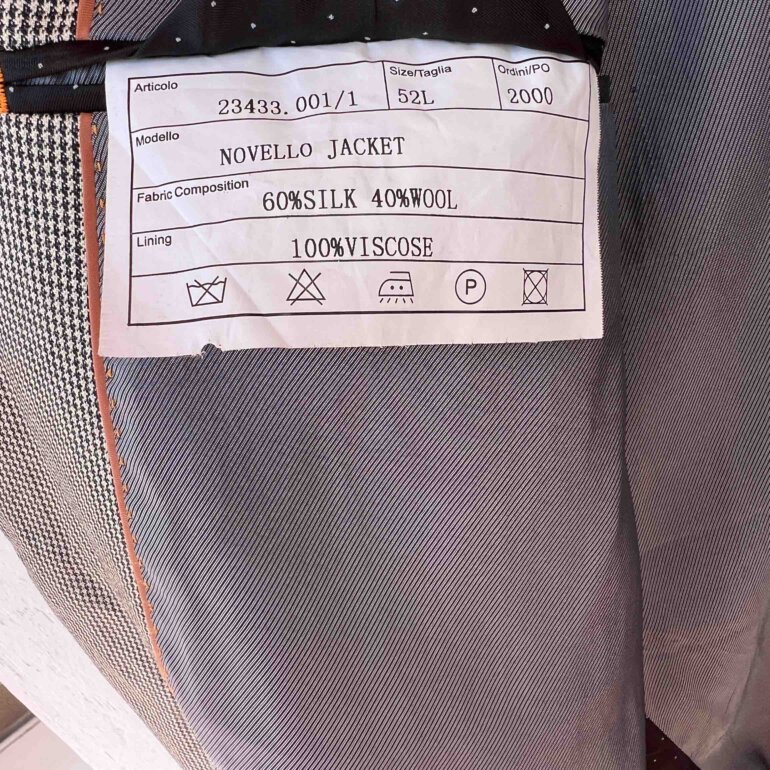 Articolo 23433.001/1 Size/Taglia 52L Ordini/PO 2000
Modello NOVELLO JACKET
Fabric Composition 60%SILK 40%WOOL
Lining 100%VISCOSE
P